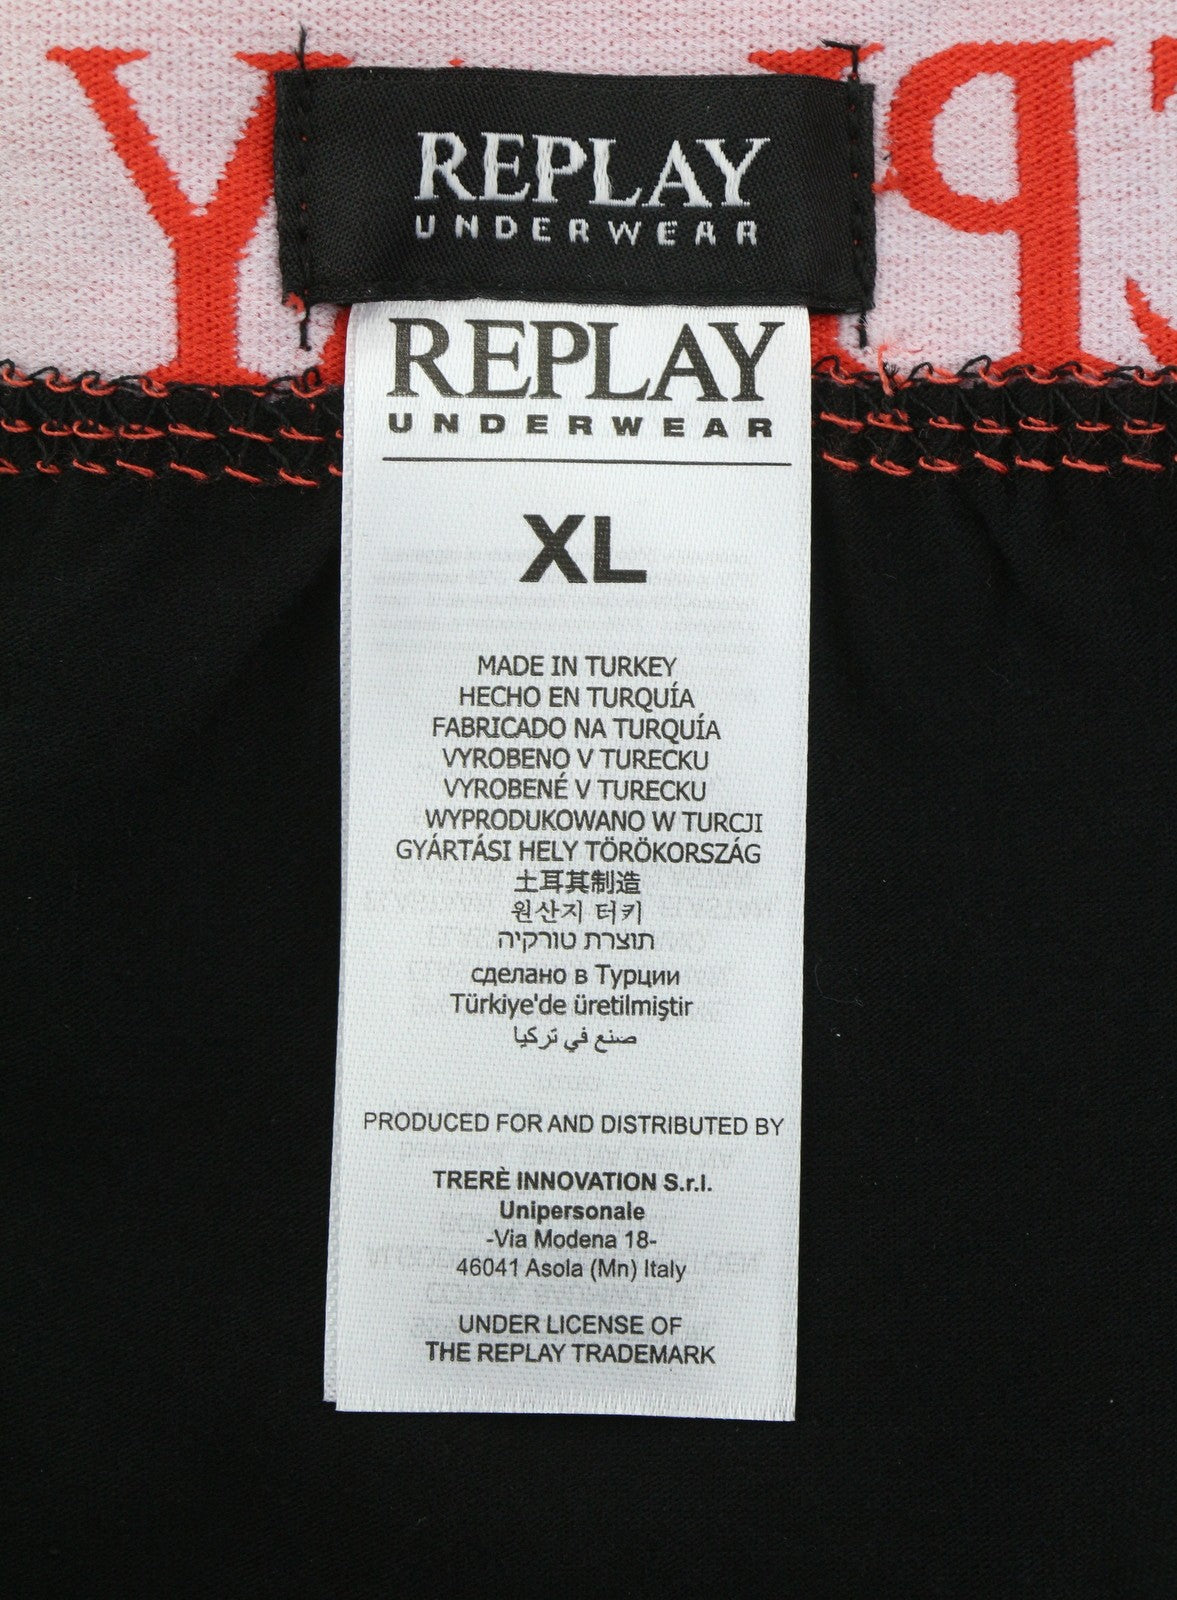 REPLAY
UNDERWEAR
REPLAY
UNDERWEAR
XL
MADE IN TURKEY
HECHO EN TURQUÍA
FABRICADO NA TURQUÍA
VYROBENO V TURECKU
VYROBENÉ V TURECKU
WYPRODUKOWANO W TURCJI
GYÁRTÁSI HELY TÖRÖKORSZÁG
土耳其制造
원산지 터키
תוצרת טורקיה
сделано в Турции
Türkiye'de üretilmiştir
صنع في تركيا
PRODUCED FOR AND DISTRIBUTED BY
TRERÈ INNOVATION S.r.l.
Unipersonale
-Via Modena 18-
46041 Asola (Mn) Italy
UNDER LICENSE OF
THE REPLAY TRADEMARK